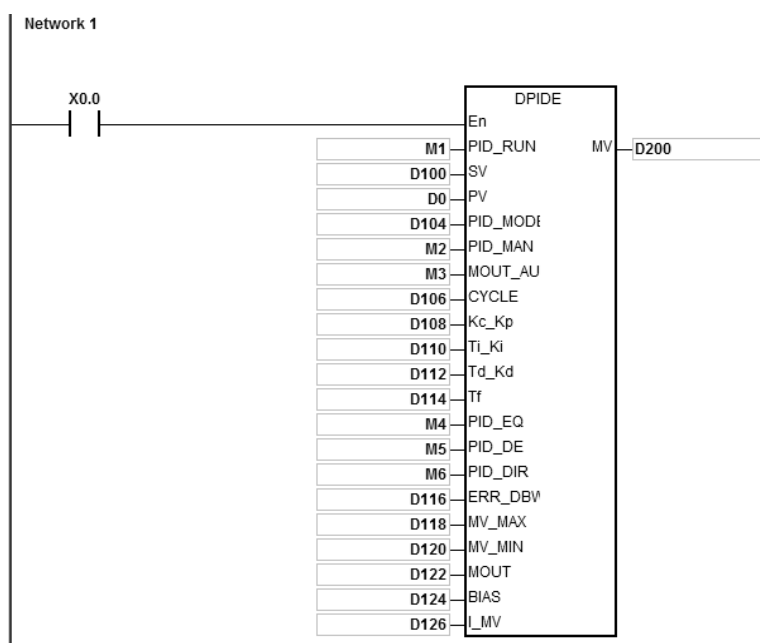 Network 1
X0.0
DPIDE
En
M1 PID_RUN MV D200
D100 SV
D0 PV
D104 PID_MODE
M2 PID_MAN
M3 MOUT_AU
D106 CYCLE
D108 Kc_Kp
D110 Ti_Ki
D112 Td_Kd
D114 Tf
M4 PID_EQ
M5 PID_DE
M6 PID_DIR
D116 ERR_DBW
D118 MV_MAX
D120 MV_MIN
D122 MOUT
D124 BIAS
D126 I_MV